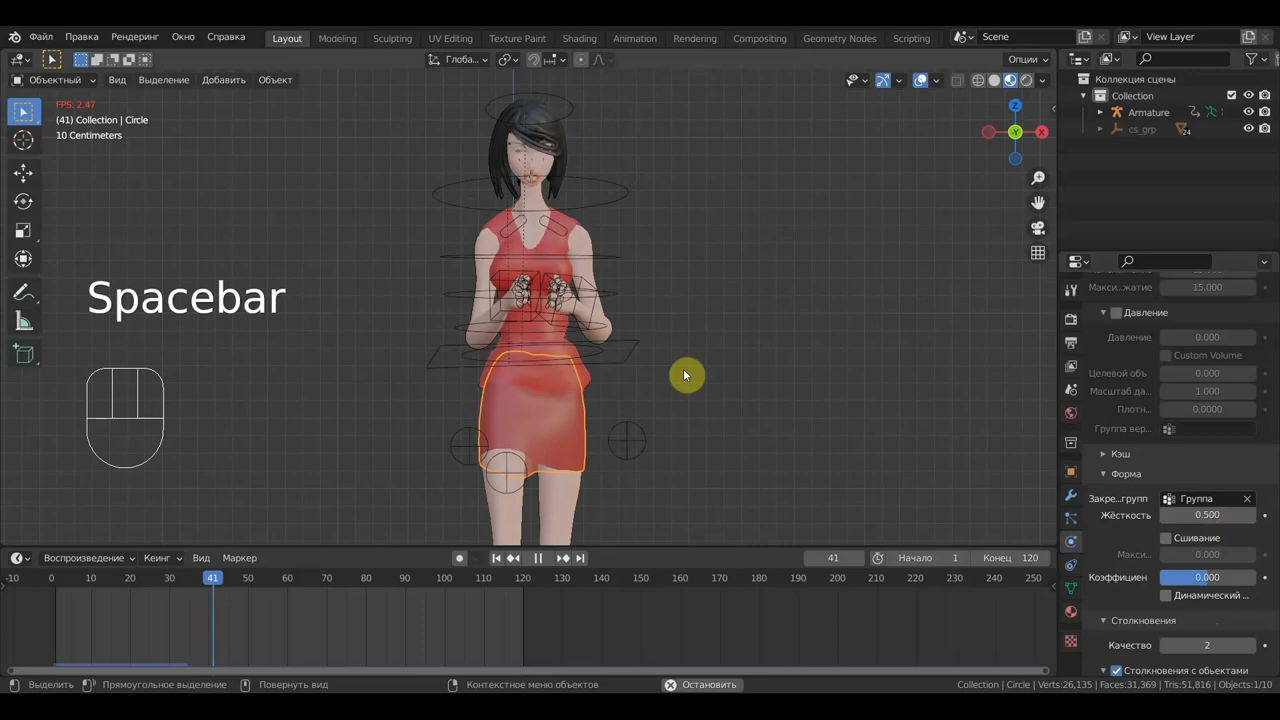 Файл Правка Рендеринг Окно Справка Layout Modeling Sculpting UV Editing Texture Paint Shading Animation Rendering Compositing Geometry Nodes Scripting Scene View Layer
Глоба... Опции
Объектный Вид Выделение Добавить Объект
FPS: 2.47
(41) Collection | Circle
10 Centimeters
Spacebar
Z
X
Y
Коллекция сцены
Collection
Armature
cs_grp 24
Макси...жатие 15.000
Давление
Давление 0.000
Custom Volume
Целевой объ 0.000
Масштаб да 1.000
Плотн 0.0000
Группа вер
Кэш
Форма
Закре...групп Группа
Жёсткость 0.500
Сшивание
Макси... 0.000
Коэффициен 0.000
Динамический ...
Столкновения
Качество 2
Столкновения с объектами
Воспроизведение Кеинг Вид Маркер 41 Начало 1 Конец 120
-10 0 10 20 30 41 50 60 70 80 90 100 110 120 130 140 150 160 170 180 190 200 210 220 230 240 250
Выделить Прямоугольное выделение Повернуть вид Контекстное меню объектов Остановить Collection | Circle | Verts:26,135 | Faces:31,369 | Tris:51,816 | Objects:1/10